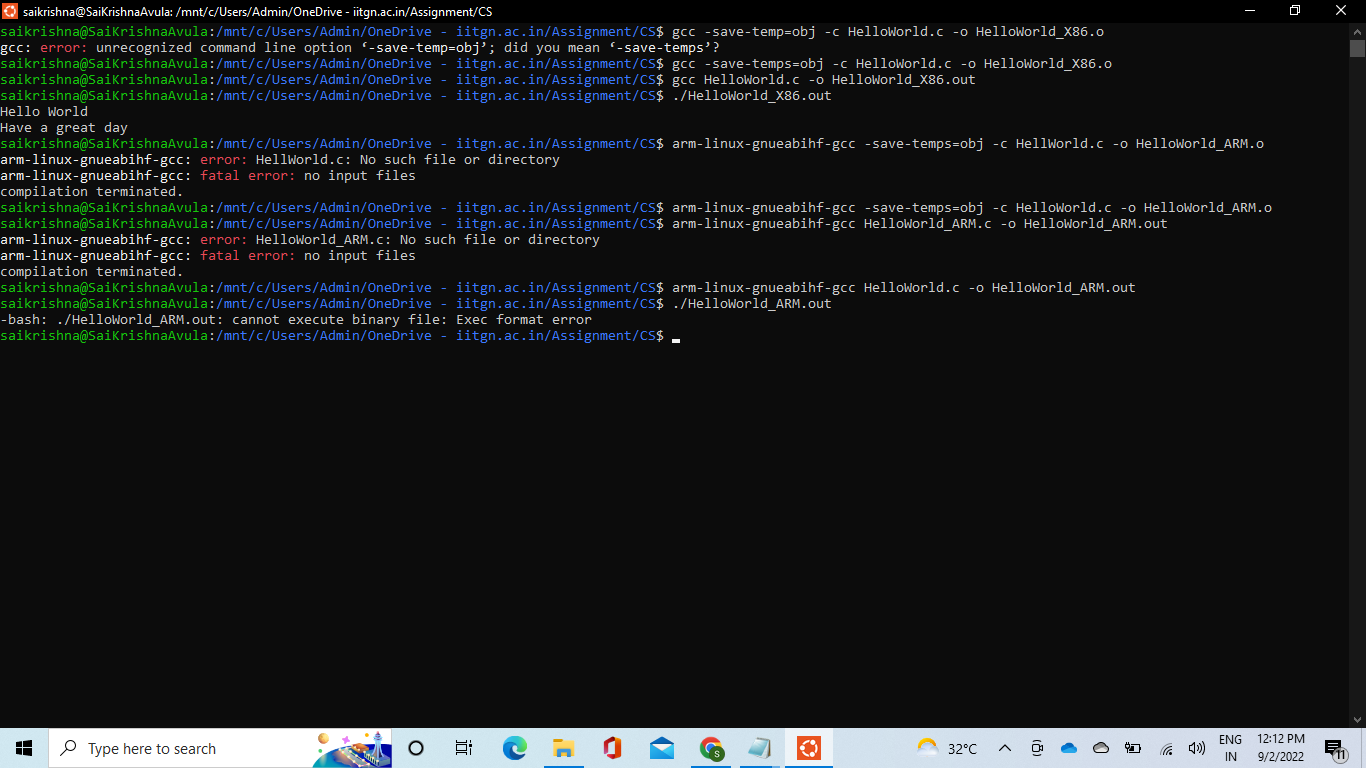 saikrishna@SaiKrishnaAvula: /mnt/c/Users/Admin/OneDrive - iitgn.ac.in/Assignment/CS
saikrishna@SaiKrishnaAvula:/mnt/c/Users/Admin/OneDrive - iitgn.ac.in/Assignment/CS$ gcc -save-temp=obj -c HelloWorld.c -o HelloWorld_X86.o
gcc: error: unrecognized command line option ‘-save-temp=obj’; did you mean ‘-save-temps’?
saikrishna@SaiKrishnaAvula:/mnt/c/Users/Admin/OneDrive - iitgn.ac.in/Assignment/CS$ gcc -save-temps=obj -c HelloWorld.c -o HelloWorld_X86.o
saikrishna@SaiKrishnaAvula:/mnt/c/Users/Admin/OneDrive - iitgn.ac.in/Assignment/CS$ gcc HelloWorld.c -o HelloWorld_X86.out
saikrishna@SaiKrishnaAvula:/mnt/c/Users/Admin/OneDrive - iitgn.ac.in/Assignment/CS$ ./HelloWorld_X86.out
Hello World
Have a great day
saikrishna@SaiKrishnaAvula:/mnt/c/Users/Admin/OneDrive - iitgn.ac.in/Assignment/CS$ arm-linux-gnueabihf-gcc -save-temps=obj -c HellWorld.c -o HelloWorld_ARM.o
arm-linux-gnueabihf-gcc: error: HellWorld.c: No such file or directory
arm-linux-gnueabihf-gcc: fatal error: no input files
compilation terminated.
saikrishna@SaiKrishnaAvula:/mnt/c/Users/Admin/OneDrive - iitgn.ac.in/Assignment/CS$ arm-linux-gnueabihf-gcc -save-temps=obj -c HelloWorld.c -o HelloWorld_ARM.o
saikrishna@SaiKrishnaAvula:/mnt/c/Users/Admin/OneDrive - iitgn.ac.in/Assignment/CS$ arm-linux-gnueabihf-gcc HelloWorld_ARM.c -o HelloWorld_ARM.out
arm-linux-gnueabihf-gcc: error: HelloWorld_ARM.c: No such file or directory
arm-linux-gnueabihf-gcc: fatal error: no input files
compilation terminated.
saikrishna@SaiKrishnaAvula:/mnt/c/Users/Admin/OneDrive - iitgn.ac.in/Assignment/CS$ arm-linux-gnueabihf-gcc HelloWorld.c -o HelloWorld_ARM.out
saikrishna@SaiKrishnaAvula:/mnt/c/Users/Admin/OneDrive - iitgn.ac.in/Assignment/CS$ ./HelloWorld_ARM.out
-bash: ./HelloWorld_ARM.out: cannot execute binary file: Exec format error
saikrishna@SaiKrishnaAvula:/mnt/c/Users/Admin/OneDrive - iitgn.ac.in/Assignment/CS$
Type here to search
S
32°C
ENG
IN
12:12 PM
9/2/2022
11